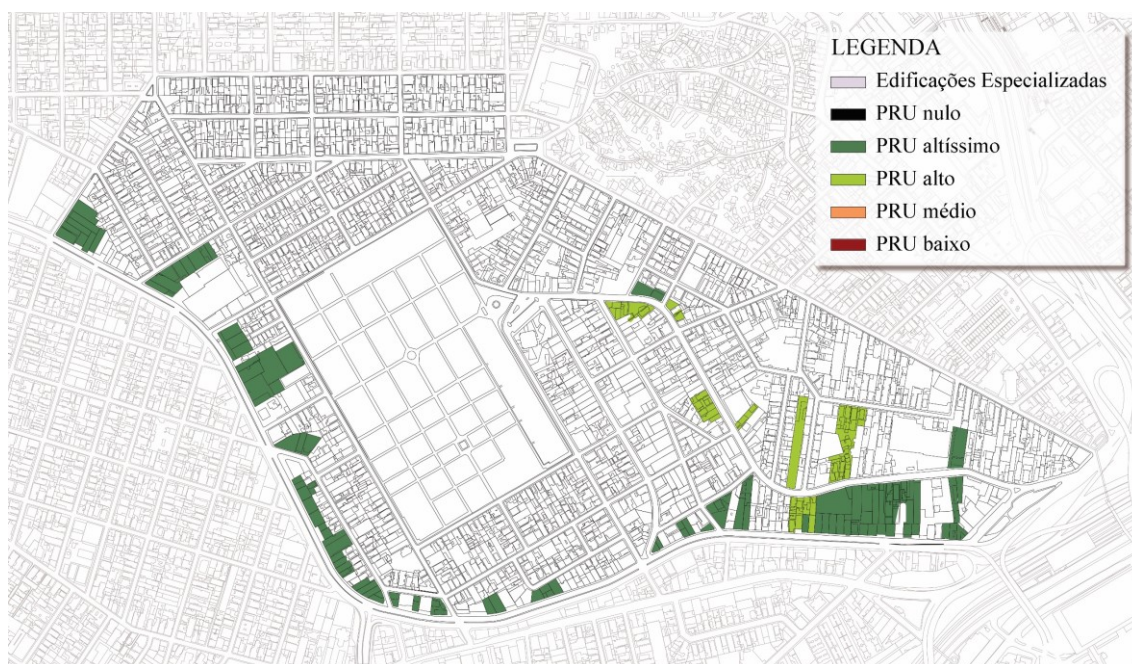 LEGENDA
Edificações Especializadas
PRU nulo
PRU altíssimo
PRU alto
PRU médio
PRU baixo